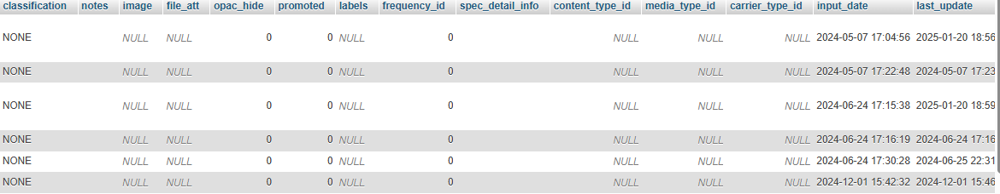 classification notes image file_att opac_hide promoted labels frequency_id spec_detail_info content_type_id media_type_id carrier_type_id input_date last_update
NONE NULL NULL 0 0 NULL 0 NULL NULL NULL 2024-05-07 17:04:56 2025-01-20 18:56
NONE NULL NULL 0 0 NULL 0 NULL NULL NULL 2024-05-07 17:22:48 2024-05-07 17:23
NONE NULL NULL 0 0 NULL 0 NULL NULL NULL 2024-06-24 17:15:38 2025-01-20 18:59
NONE NULL NULL 0 0 NULL 0 NULL NULL NULL 2024-06-24 17:16:19 2024-06-24 17:16
NONE NULL NULL 0 0 NULL 0 NULL NULL NULL 2024-06-24 17:30:28 2024-06-25 22:31
NONE NULL NULL 0 0 NULL 0 NULL NULL NULL 2024-12-01 15:42:32 2024-12-01 15:46